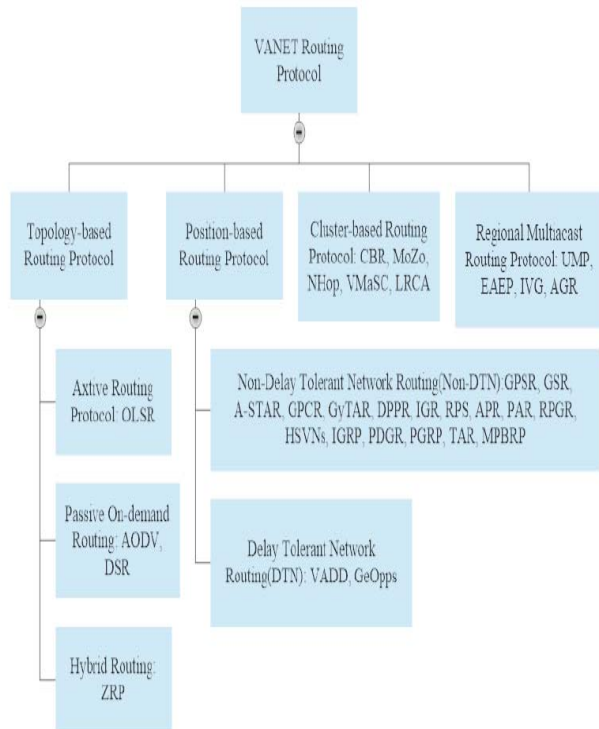 VANET Routing
Protocol
Topology-based
Routing Protocol
Position-based
Routing Protocol
Cluster-based Routing
Protocol: CBR, MoZo,
NHop, VMaSC, LRCA
Regional Multiacast
Routing Protocol: UMP,
EAEP, IVG, AGR
Axtive Routing
Protocol: OLSR
Non-Delay Tolerant Network Routing(Non-DTN):GPSR, GSR,
A-STAR, GPCR, GyTAR, DPPR, IGR, RPS, APR, PAR, RPGR,
HSVNs, IGRP, PDGR, PGRP, TAR, MPBRP
Passive On-demand
Routing: AODV,
DSR
Delay Tolerant Network
Routing(DTN): VADD, GeOpps
Hybrid Routing:
ZRP